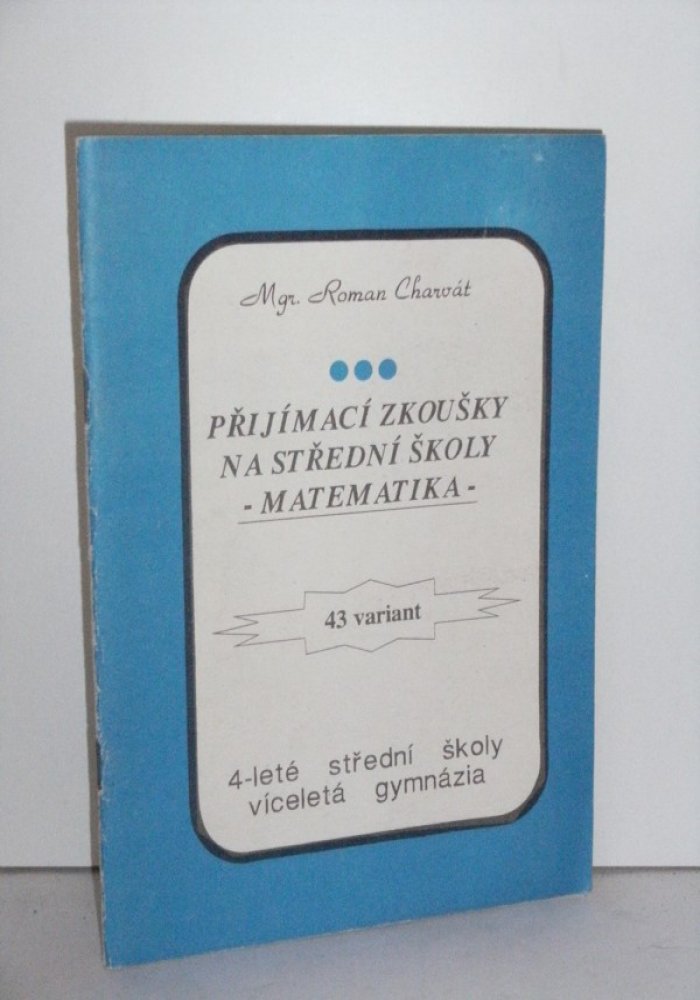 Mgr. Roman Charvát
PŘIJÍMACÍ ZKOUŠKY
NA STŘEDNÍ ŠKOLY
- MATEMATIKA -
43 variant
4-leté střední školy
víceletá gymnázia